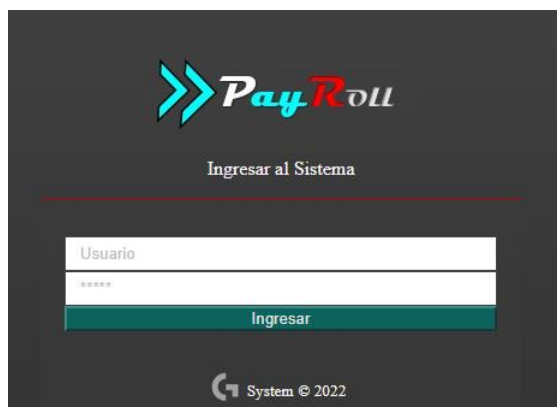 PayRoll
Ingresar al Sistema
Usuario
*****
Ingresar
System © 2022